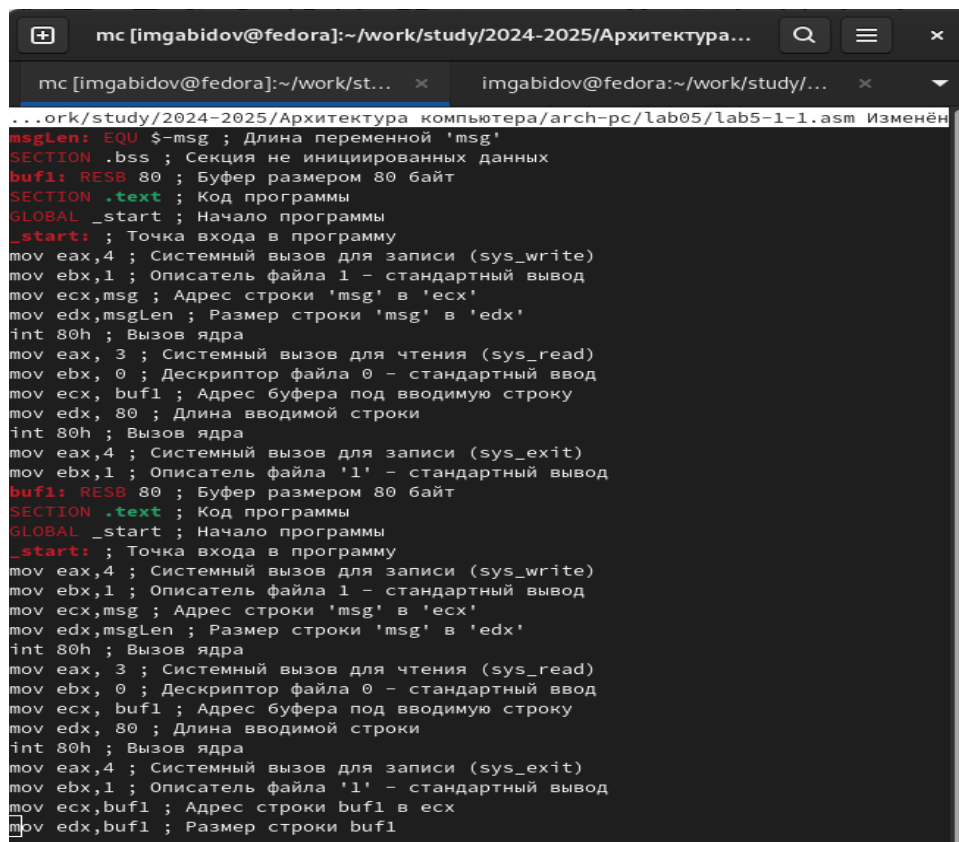 mc [imgabidov@fedora]:~/work/study/2024-2025/Архитектура...
mc [imgabidov@fedora]:~/work/st...
imgabidov@fedora:~/work/study/...
...ork/study/2024-2025/Архитектура компьютера/arch-pc/lab05/lab5-1-1.asm Изменён
msgLen: EQU $-msg ; Длина переменной 'msg'
SECTION .bss ; Секция не инициированных данных
buf1: RESB 80 ; Буфер размером 80 байт
SECTION .text ; Код программы
GLOBAL _start ; Начало программы
_start: ; Точка входа в программу
mov eax,4 ; Системный вызов для записи (sys_write)
mov ebx,1 ; Описатель файла 1 - стандартный вывод
mov ecx,msg ; Адрес строки 'msg' в 'ecx'
mov edx,msgLen ; Размер строки 'msg' в 'edx'
int 80h ; Вызов ядра
mov eax, 3 ; Системный вызов для чтения (sys_read)
mov ebx, 0 ; Дескриптор файла 0 - стандартный ввод
mov ecx, buf1 ; Адрес буфера под вводимую строку
mov edx, 80 ; Длина вводимой строки
int 80h ; Вызов ядра
mov eax,4 ; Системный вызов для записи (sys_exit)
mov ebx,1 ; Описатель файла '1' - стандартный вывод
buf1: RESB 80 ; Буфер размером 80 байт
SECTION .text ; Код программы
GLOBAL _start ; Начало программы
_start: ; Точка входа в программу
mov eax,4 ; Системный вызов для записи (sys_write)
mov ebx,1 ; Описатель файла 1 - стандартный вывод
mov ecx,msg ; Адрес строки 'msg' в 'ecx'
mov edx,msgLen ; Размер строки 'msg' в 'edx'
int 80h ; Вызов ядра
mov eax, 3 ; Системный вызов для чтения (sys_read)
mov ebx, 0 ; Дескриптор файла 0 - стандартный ввод
mov ecx, buf1 ; Адрес буфера под вводимую строку
mov edx, 80 ; Длина вводимой строки
int 80h ; Вызов ядра
mov eax,4 ; Системный вызов для записи (sys_exit)
mov ebx,1 ; Описатель файла '1' - стандартный вывод
mov ecx,buf1 ; Адрес строки buf1 в ecx
mov edx,buf1 ; Размер строки buf1